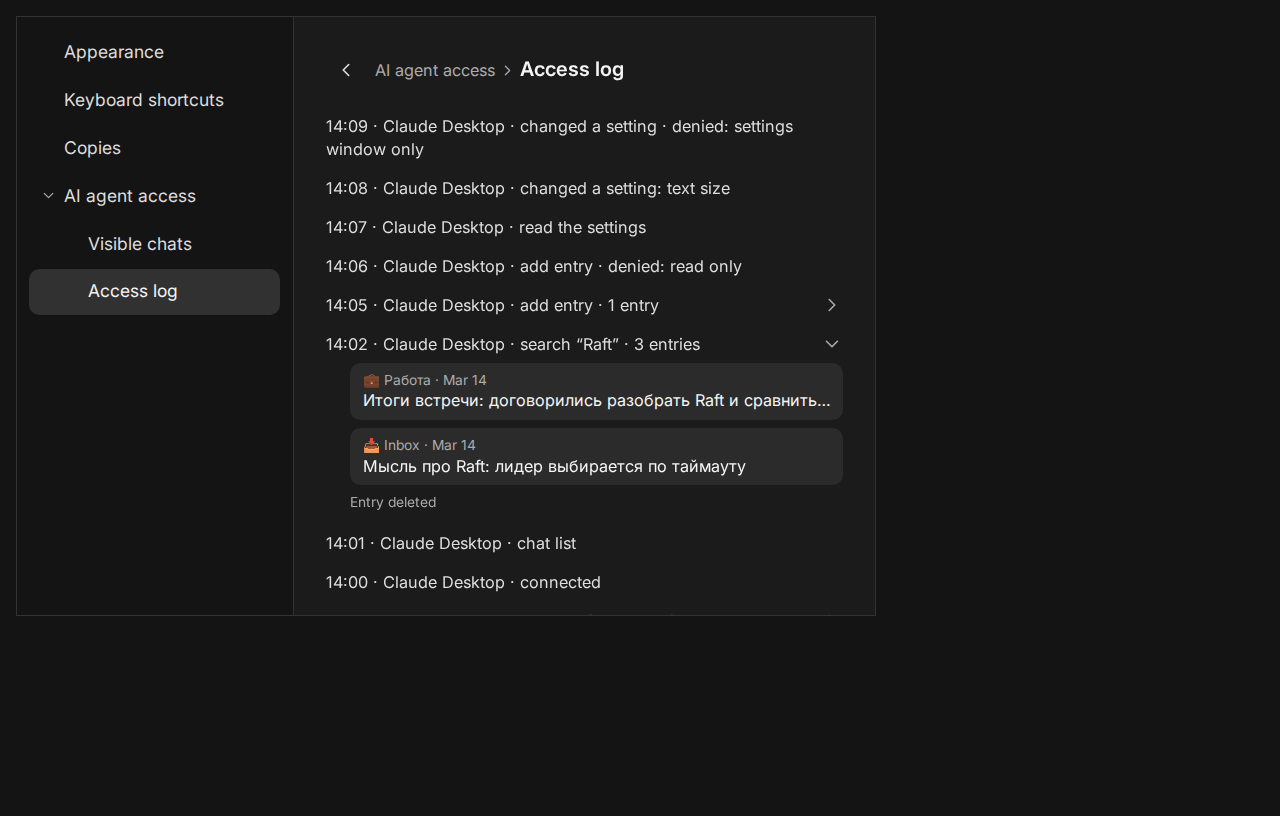 Appearance
Keyboard shortcuts
Copies
AI agent access
Visible chats
Access log
AI agent access
Access log
14:09 · Claude Desktop · changed a setting · denied: settings
window only
14:08 · Claude Desktop · changed a setting: text size
14:07 · Claude Desktop · read the settings
14:06 · Claude Desktop · add entry · denied: read only
14:05 · Claude Desktop · add entry · 1 entry
14:02 · Claude Desktop · search “Raft” · 3 entries
Работа · Mar 14
Итоги встречи: договорились разобрать Raft и сравнить…
Inbox · Mar 14
Мысль про Raft: лидер выбирается по таймауту
Entry deleted
14:01 · Claude Desktop · chat list
14:00 · Claude Desktop · connected